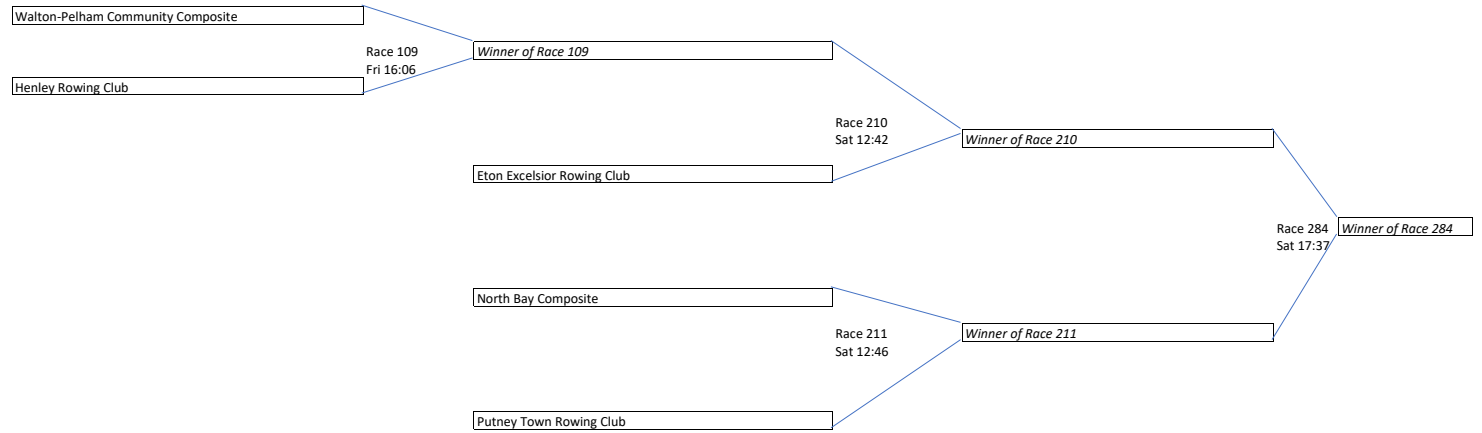 Walton-Pelham Community Composite
Race 109
Fri 16:06
Winner of Race 109
Henley Rowing Club
Race 210
Sat 12:42
Winner of Race 210
Eton Excelsior Rowing Club
Race 284
Sat 17:37
Winner of Race 284
North Bay Composite
Race 211
Sat 12:46
Winner of Race 211
Putney Town Rowing Club